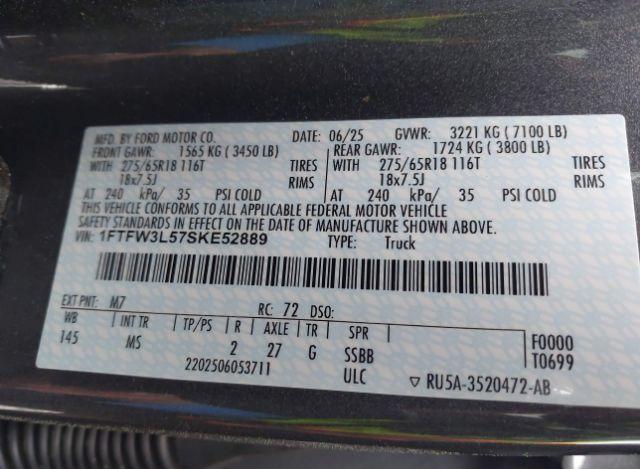 MFD. BY FORD MOTOR CO. DATE: 06/25 GVWR: 3221 KG ( 7100 LB)
FRONT GAWR: 1565 KG ( 3450 LB) REAR GAWR: 1724 KG ( 3800 LB)
WITH 275/65R18 116T TIRES WITH 275/65R18 116T TIRES
18x7.5J RIMS 18x7.5J RIMS
AT 240 kPa/ 35 PSI COLD AT 240 kPa/ 35 PSI COLD
THIS VEHICLE CONFORMS TO ALL APPLICABLE FEDERAL MOTOR VEHICLE
SAFETY STANDARDS IN EFFECT ON THE DATE OF MANUFACTURE SHOWN ABOVE.
VIN: 1FTFW3L57SKE52889 TYPE: Truck
EXT PNT: M7 RC: 72 DSO:
WB INT TR TP/PS R AXLE TR SPR F0000
145 MS 2 27 G SSBB T0699
2202506053711 ULC ▽ RU5A-3520472-AB